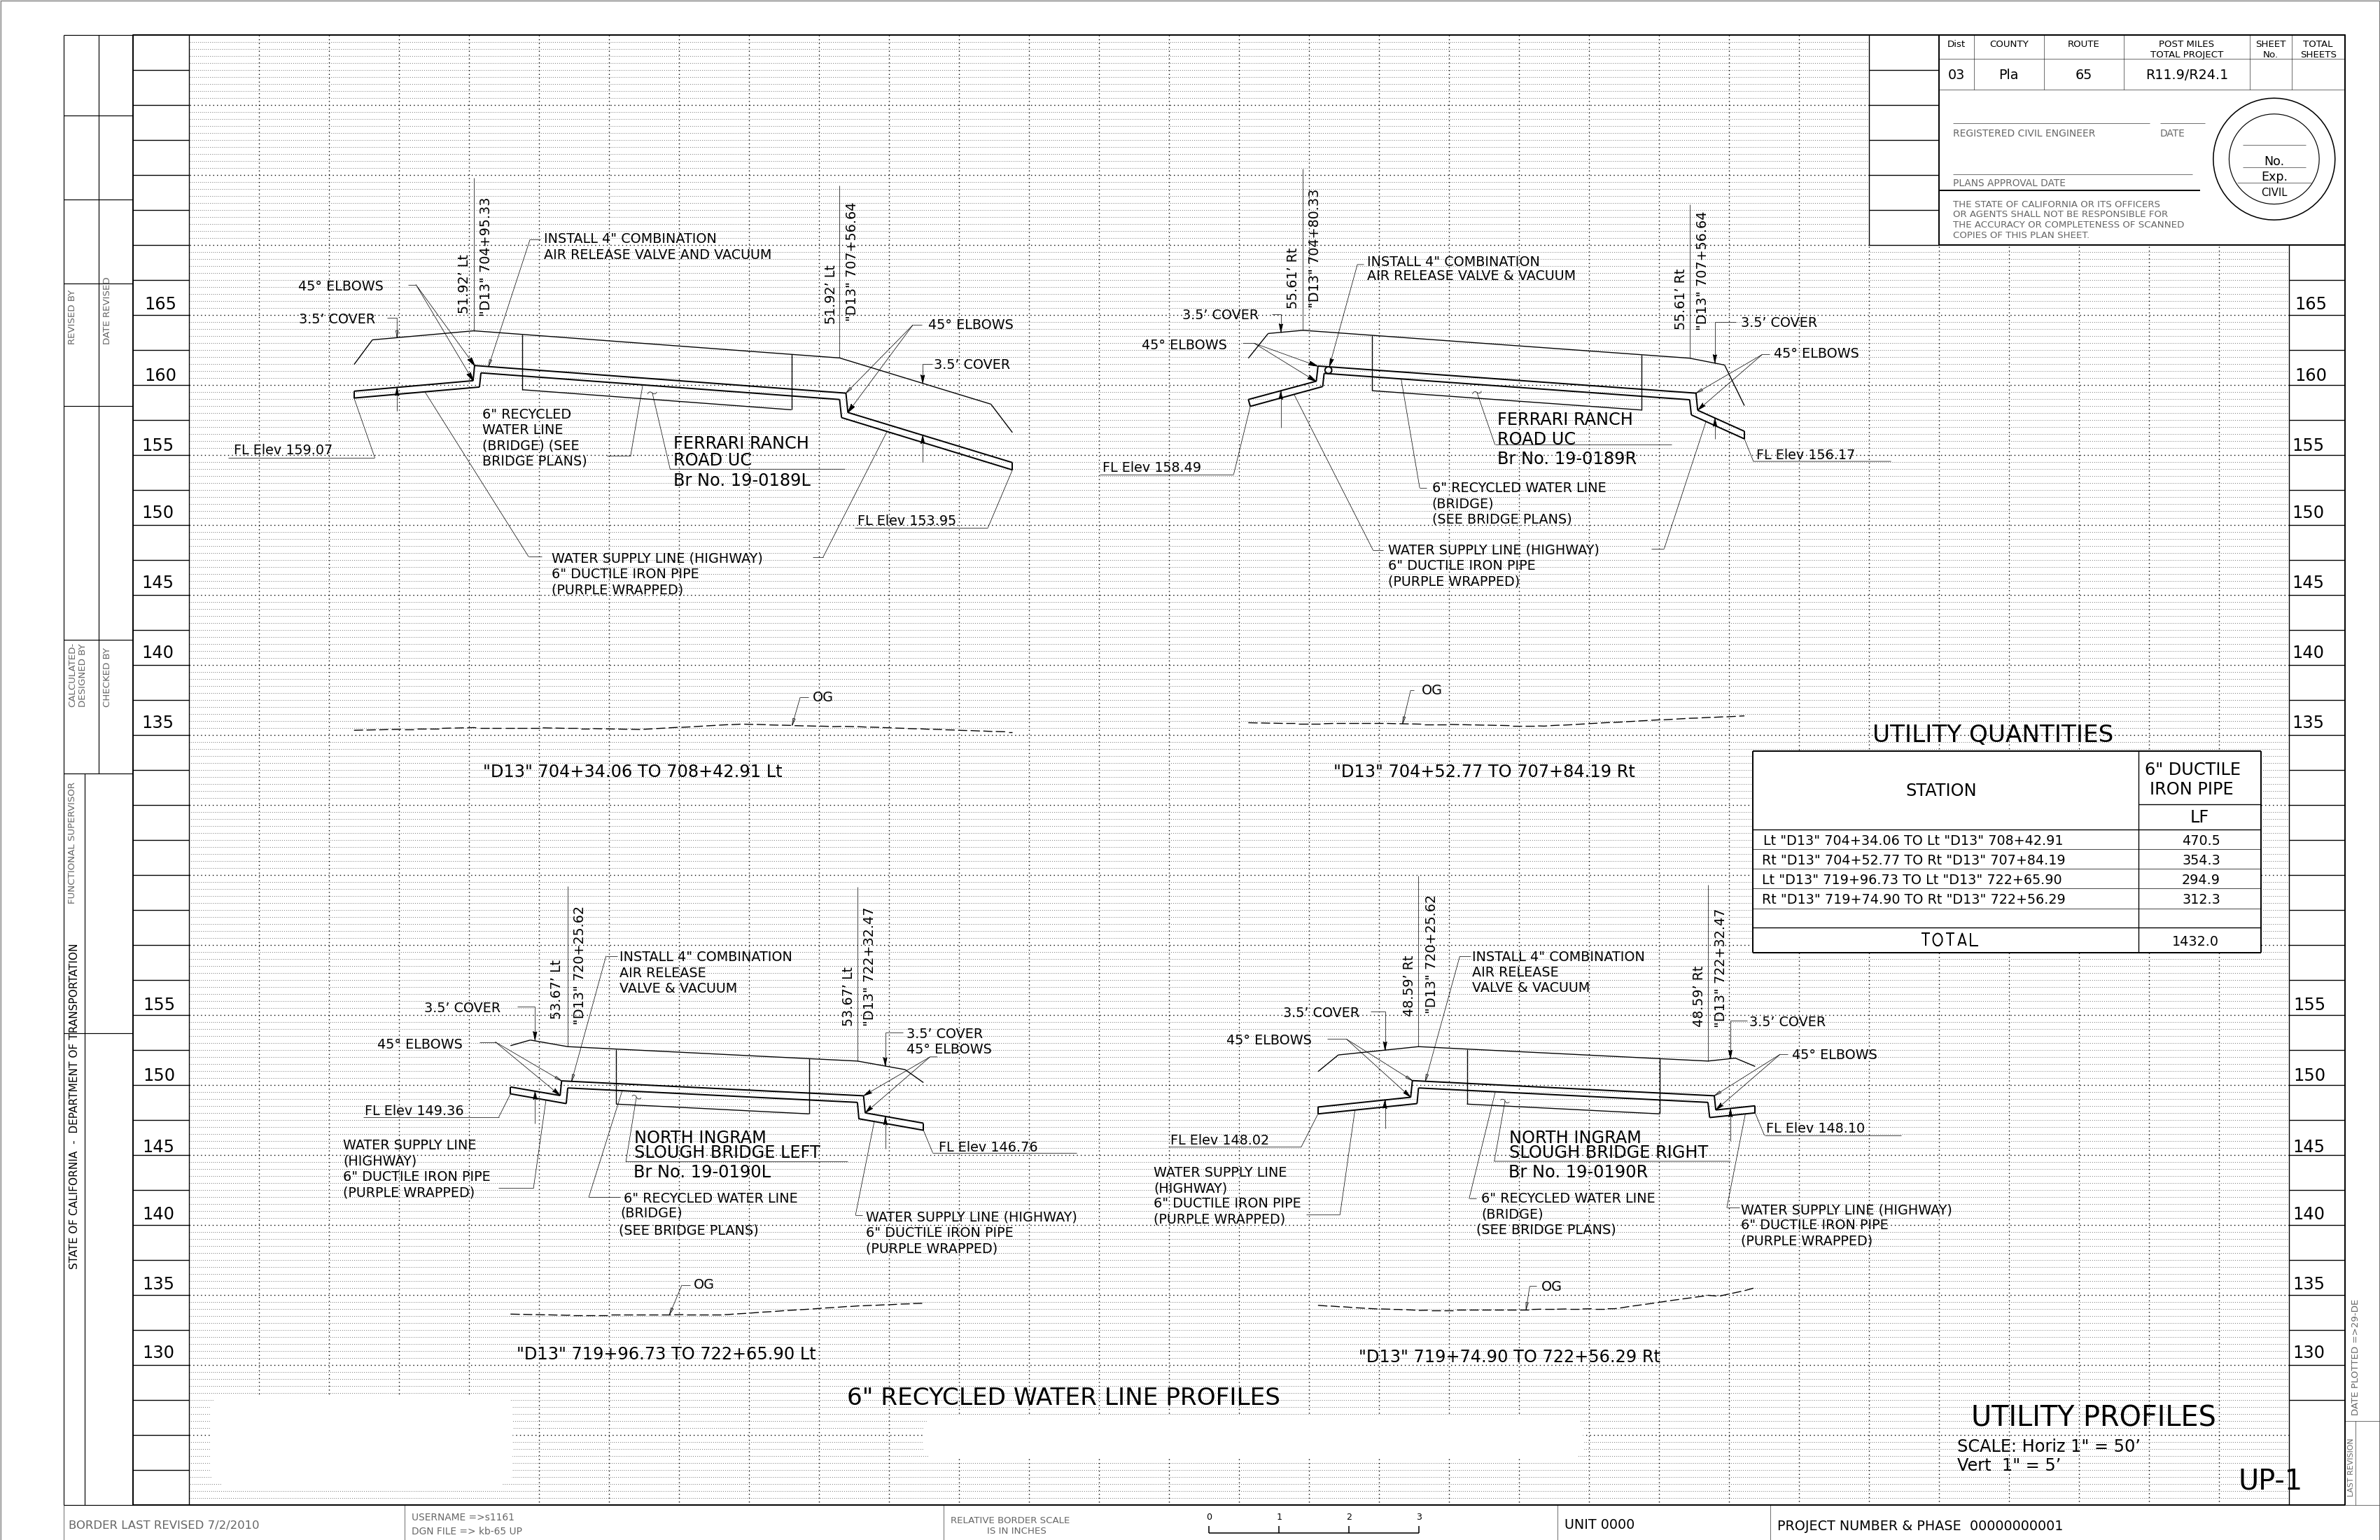 Dist COUNTY ROUTE POST MILES TOTAL PROJECT SHEET No. TOTAL SHEETS
03 Pla 65 R11.9/R24.1
REGISTERED CIVIL ENGINEER DATE
PLANS APPROVAL DATE
No.
Exp.
CIVIL
THE STATE OF CALIFORNIA OR ITS OFFICERS
OR AGENTS SHALL NOT BE RESPONSIBLE FOR
THE ACCURACY OR COMPLETENESS OF SCANNED
COPIES OF THIS PLAN SHEET.
REVISED BY
DATE REVISED
CALCULATED-
DESIGNED BY
CHECKED BY
FUNCTIONAL SUPERVISOR
STATE OF CALIFORNIA - DEPARTMENT OF TRANSPORTATION
165
160
155
150
145
140
135
155
150
145
140
135
130
51.92’ Lt
"D13" 704+95.33
INSTALL 4" COMBINATION
AIR RELEASE VALVE AND VACUUM
45° ELBOWS
3.5’ COVER
51.92’ Lt
"D13" 707+56.64
45° ELBOWS
3.5’ COVER
6" RECYCLED
WATER LINE
(BRIDGE) (SEE
BRIDGE PLANS)
FERRARI RANCH
ROAD UC
Br No. 19-0189L
FL Elev 159.07
FL Elev 153.95
WATER SUPPLY LINE (HIGHWAY)
6" DUCTILE IRON PIPE
(PURPLE WRAPPED)
OG
"D13" 704+34.06 TO 708+42.91 Lt
55.61’ Rt
"D13" 704+80.33
INSTALL 4" COMBINATION
AIR RELEASE VALVE & VACUUM
3.5’ COVER
45° ELBOWS
55.61’ Rt
"D13" 707+56.64
3.5’ COVER
45° ELBOWS
FERRARI RANCH
ROAD UC
Br No. 19-0189R
FL Elev 158.49
FL Elev 156.17
6" RECYCLED WATER LINE
(BRIDGE)
(SEE BRIDGE PLANS)
WATER SUPPLY LINE (HIGHWAY)
6" DUCTILE IRON PIPE
(PURPLE WRAPPED)
OG
"D13" 704+52.77 TO 707+84.19 Rt
165
160
155
150
145
140
135
155
150
145
140
135
130
UTILITY QUANTITIES
STATION 6" DUCTILE
IRON PIPE
LF
Lt "D13" 704+34.06 TO Lt "D13" 708+42.91 470.5
Rt "D13" 704+52.77 TO Rt "D13" 707+84.19 354.3
Lt "D13" 719+96.73 TO Lt "D13" 722+65.90 294.9
Rt "D13" 719+74.90 TO Rt "D13" 722+56.29 312.3
TOTAL 1432.0
53.67’ Lt
"D13" 720+25.62
INSTALL 4" COMBINATION
AIR RELEASE
VALVE & VACUUM
3.5’ COVER
45° ELBOWS
53.67’ Lt
"D13" 722+32.47
3.5’ COVER
45° ELBOWS
FL Elev 149.36
WATER SUPPLY LINE
(HIGHWAY)
6" DUCTILE IRON PIPE
(PURPLE WRAPPED)
NORTH INGRAM
SLOUGH BRIDGE LEFT
Br No. 19-0190L
6" RECYCLED WATER LINE
(BRIDGE)
(SEE BRIDGE PLANS)
FL Elev 146.76
WATER SUPPLY LINE (HIGHWAY)
6" DUCTILE IRON PIPE
(PURPLE WRAPPED)
OG
"D13" 719+96.73 TO 722+65.90 Lt
48.59’ Rt
"D13" 720+25.62
INSTALL 4" COMBINATION
AIR RELEASE
VALVE & VACUUM
3.5’ COVER
45° ELBOWS
48.59’ Rt
"D13" 722+32.47
3.5’ COVER
45° ELBOWS
FL Elev 148.02
WATER SUPPLY LINE
(HIGHWAY)
6" DUCTILE IRON PIPE
(PURPLE WRAPPED)
NORTH INGRAM
SLOUGH BRIDGE RIGHT
Br No. 19-0190R
6" RECYCLED WATER LINE
(BRIDGE)
(SEE BRIDGE PLANS)
FL Elev 148.10
WATER SUPPLY LINE (HIGHWAY)
6" DUCTILE IRON PIPE
(PURPLE WRAPPED)
OG
"D13" 719+74.90 TO 722+56.29 Rt
6" RECYCLED WATER LINE PROFILES
UTILITY PROFILES
SCALE: Horiz 1" = 50’
Vert 1" = 5’
UP-1
DATE PLOTTED =>29-DE
LAST REVISION
BORDER LAST REVISED 7/2/2010
USERNAME =>s1161
DGN FILE => kb-65 UP
RELATIVE BORDER SCALE
IS IN INCHES
0 1 2 3
UNIT 0000
PROJECT NUMBER & PHASE 00000000001